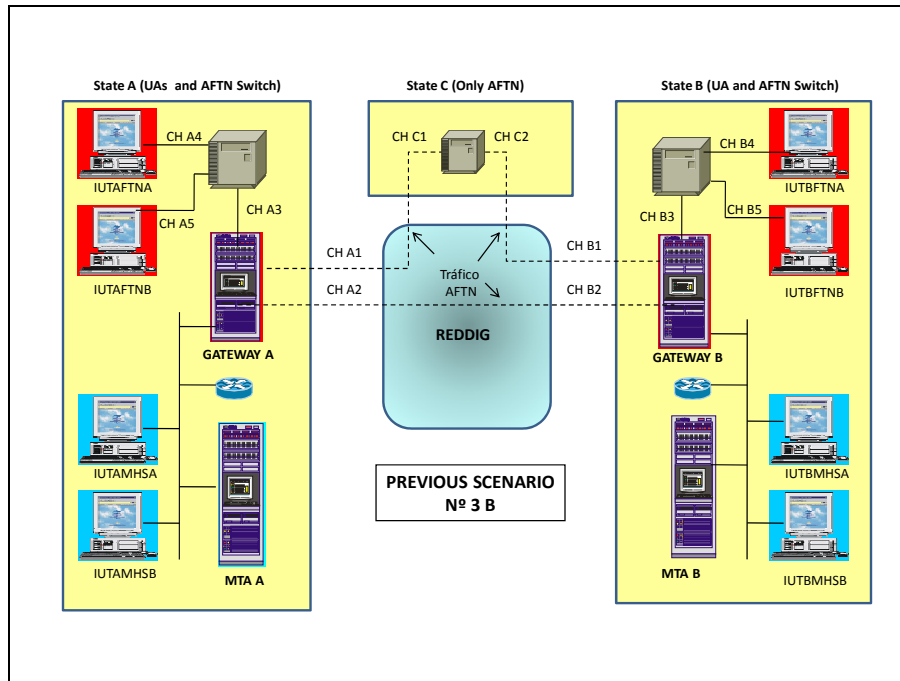 State A (UAs and AFTN Switch)
State C (Only AFTN)
State B (UA and AFTN Switch)
CH A4
IUTAFTNA
CH A5
CH A3
IUTAFTNB
GATEWAY A
IUTAMHSA
IUTAMHSB
MTA A
CH C1
CH C2
CH A1
CH A2
Tráfico
AFTN
REDDIG
CH B1
CH B2
PREVIOUS SCENARIO
Nº 3 B
CH B4
IUTBFTNA
CH B3
CH B5
IUTBFTNB
GATEWAY B
IUTBMHSA
IUTBMHSB
MTA B